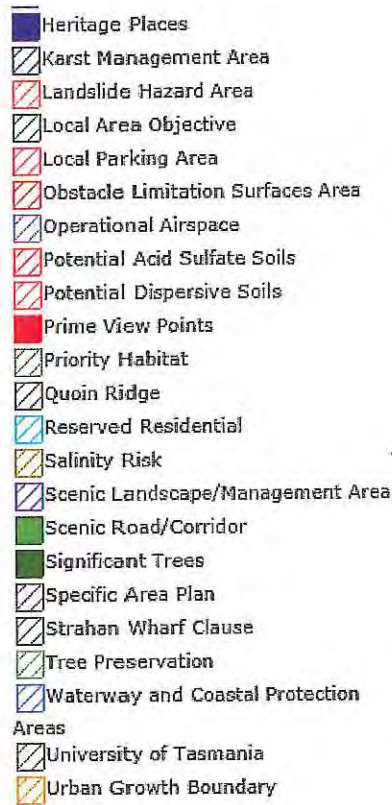 Heritage Places
Karst Management Area
Landslide Hazard Area
Local Area Objective
Local Parking Area
Obstacle Limitation Surfaces Area
Operational Airspace
Potential Acid Sulfate Soils
Potential Dispersive Soils
Prime View Points
Priority Habitat
Quoin Ridge
Reserved Residential
Salinity Risk
Scenic Landscape/Management Area
Scenic Road/Corridor
Significant Trees
Specific Area Plan
Strahan Wharf Clause
Tree Preservation
Waterway and Coastal Protection
Areas
University of Tasmania
Urban Growth Boundary